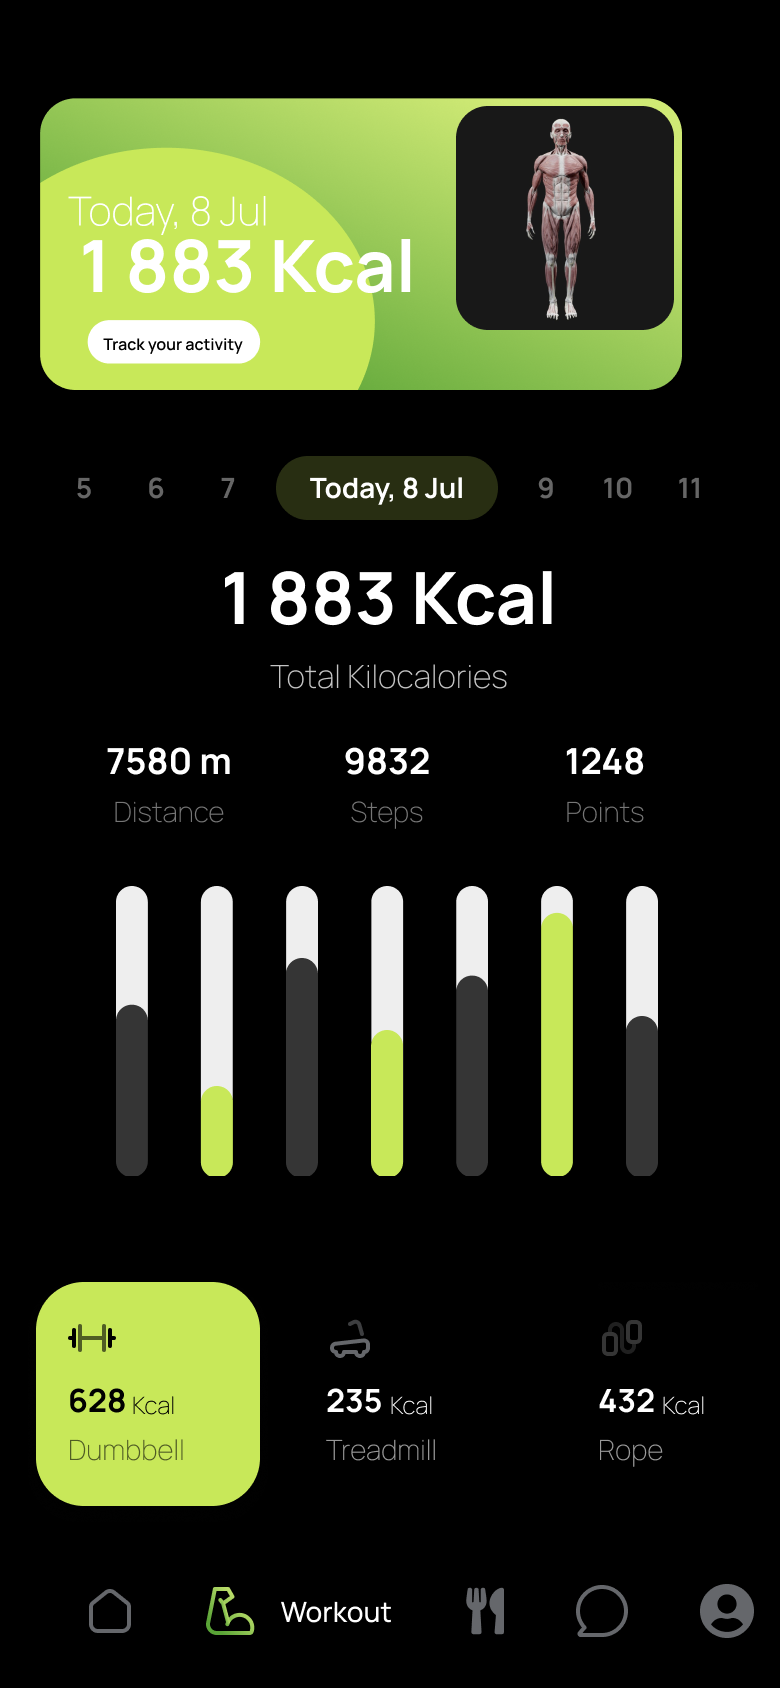 Today, 8 Jul
1 883 Kcal
Track your activity
5 6 7 Today, 8 Jul 9 10 11
1 883 Kcal
Total Kilocalories
7580 m 9832 1248
Distance Steps Points
628 Kcal 235 Kcal 432 Kcal
Dumbbell Treadmill Rope
Workout